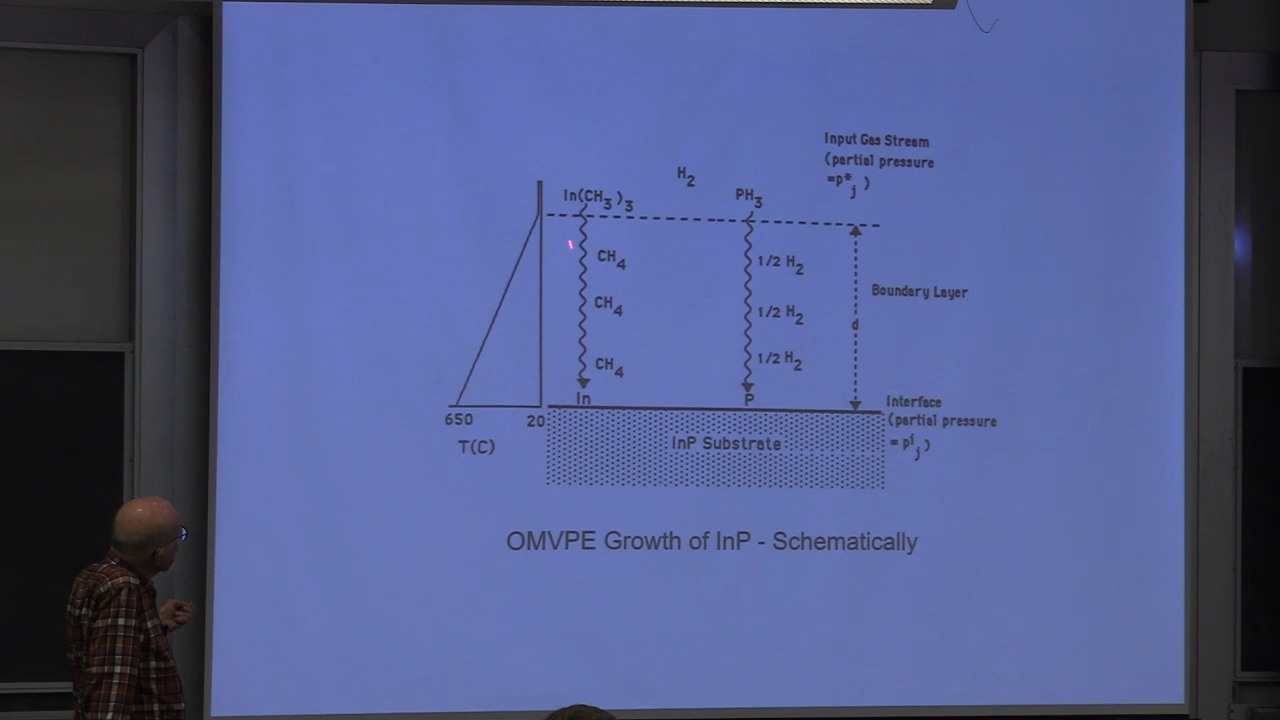 Input Gas Stream
(partial pressure
=p*j )
H2
In(CH3)3
PH3
CH4
1/2 H2
CH4
1/2 H2
CH4
1/2 H2
Boundary Layer
d
In
P
Interface
(partial pressure
= pij)
650
20
T(C)
InP Substrate
OMVPE Growth of InP - Schematically